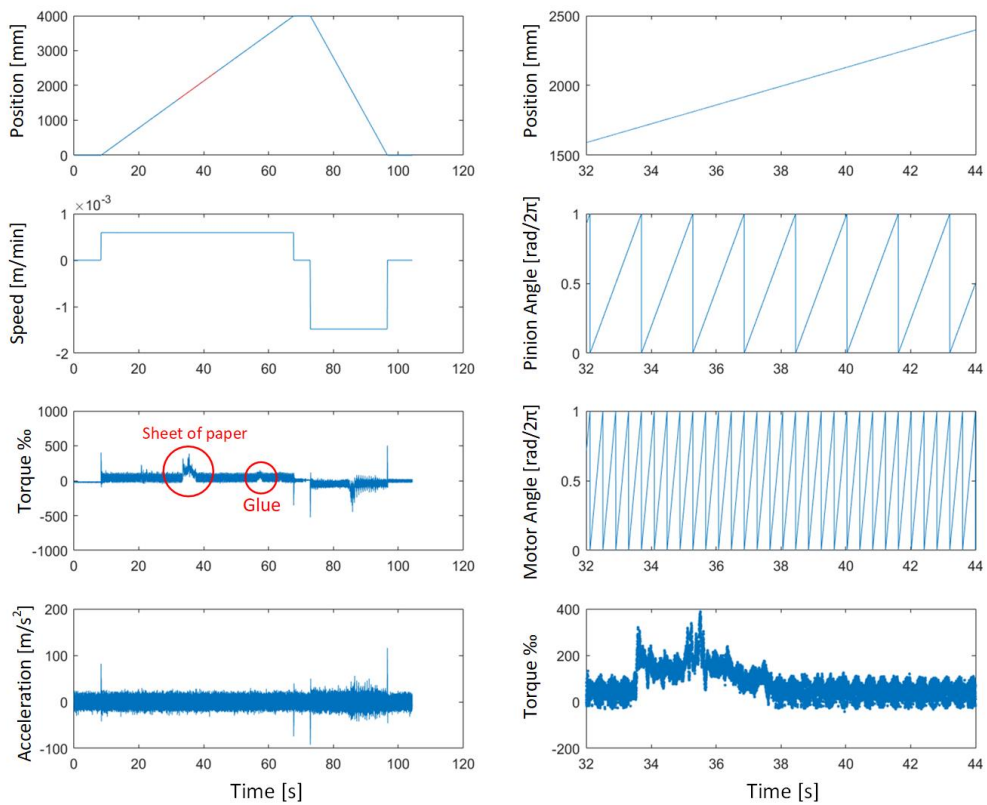 4000
3000
2000
1000
0
Position [mm]
0 20 40 60 80 100 120
2500
2000
1500
Position [mm]
32 34 36 38 40 42 44
×10⁻³
1
0
-1
-2
Speed [m/min]
0 20 40 60 80 100 120
1
0.5
0
Pinion Angle [rad/2π]
32 34 36 38 40 42 44
1000
500
0
-500
-1000
Torque ‰
Sheet of paper
Glue
0 20 40 60 80 100 120
1
0.5
0
Motor Angle [rad/2π]
32 34 36 38 40 42 44
200
100
0
-100
Acceleration [m/s²]
0 20 40 60 80 100 120
Time [s]
400
200
0
-200
Torque ‰
32 34 36 38 40 42 44
Time [s]